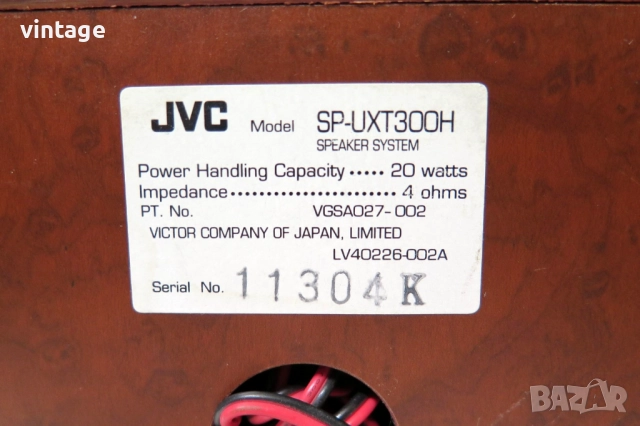 vintage
JVC Model SP-UXT300H
SPEAKER SYSTEM
Power Handling Capacity ····· 20 watts
Impedance ························ 4 ohms
PT. No. VGSA027-002
VICTOR COMPANY OF JAPAN, LIMITED
LV40226-002A
Serial No. 11304K
BAZAR